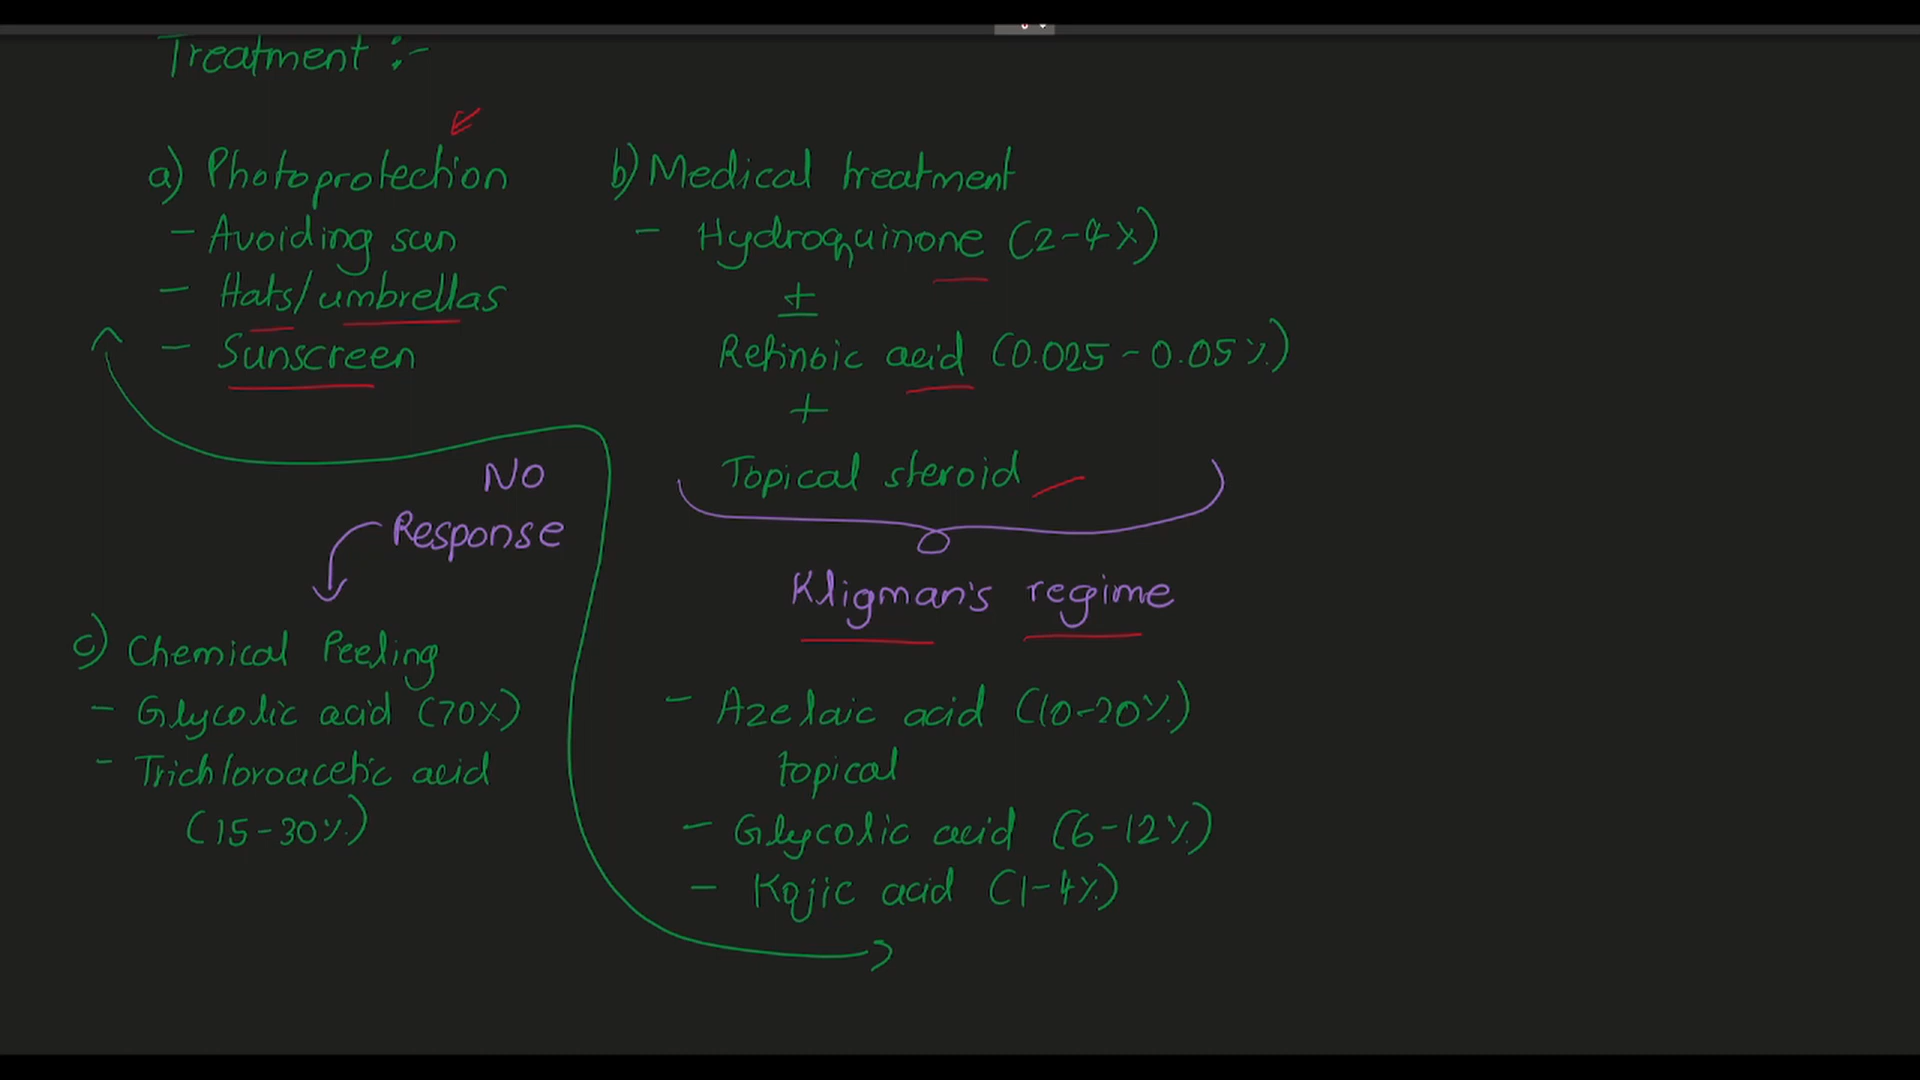 Treatment :-
a) Photoprotection
- Avoiding sun
- Hats/umbrellas
- Sunscreen
b) Medical treatment
- Hydroquinone (2-4%)
±
Retinoic acid (0.025 - 0.05%)
+
Topical steroid
Kligman's regime
- Azelaic acid (10-20%)
topical
- Glycolic acid (6-12%)
- Kojic acid (1-4%)
No
Response
c) Chemical Peeling
- Glycolic acid (70%)
- Trichloroacetic acid
(15-30%)